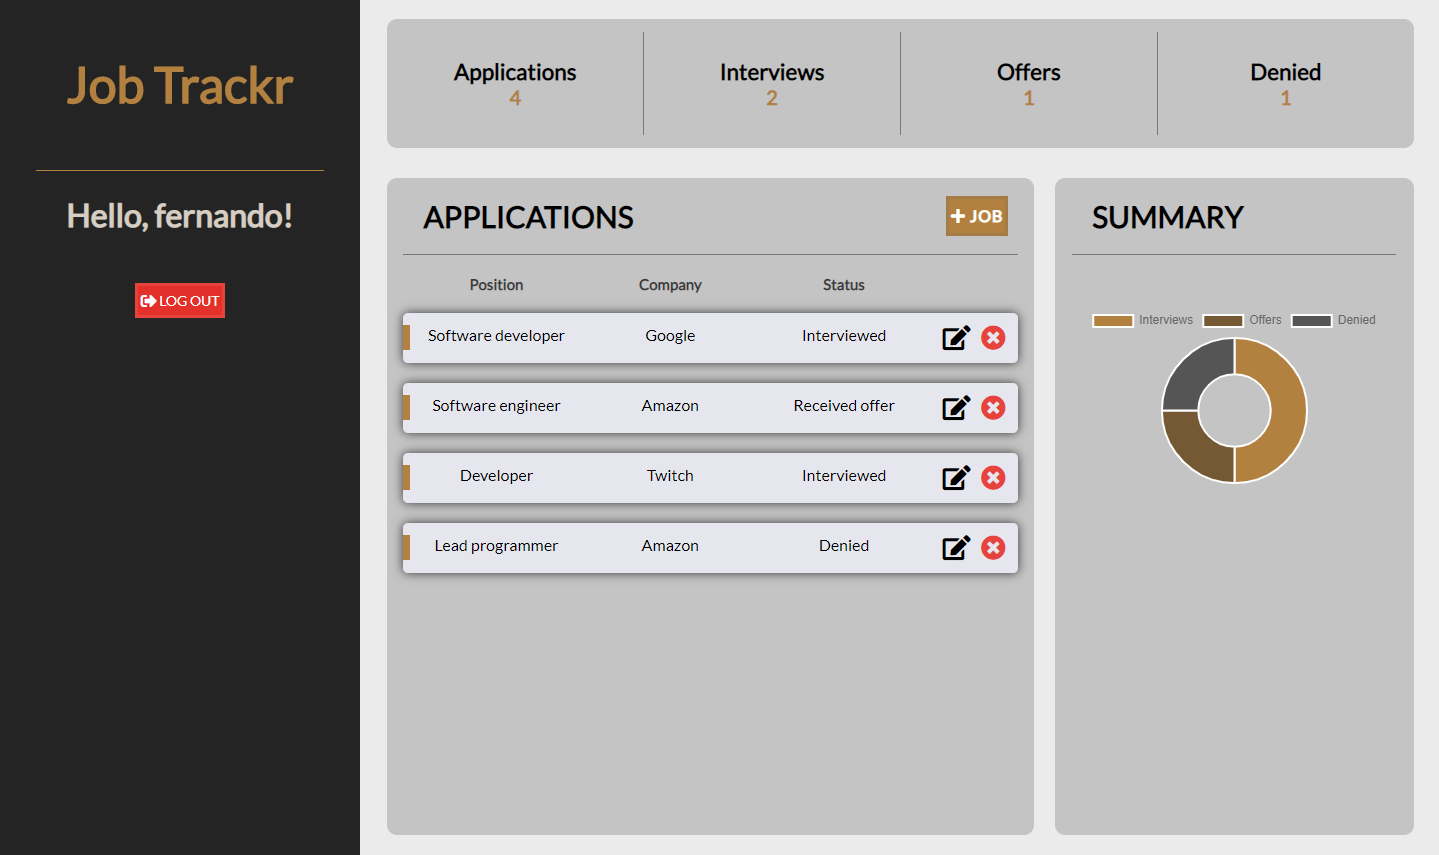 Job Trackr
Hello, fernando!
LOG OUT
Applications
4
Interviews
2
Offers
1
Denied
1
APPLICATIONS
+ JOB
Position Company Status
Software developer Google Interviewed
Software engineer Amazon Received offer
Developer Twitch Interviewed
Lead programmer Amazon Denied
SUMMARY
Interviews Offers Denied